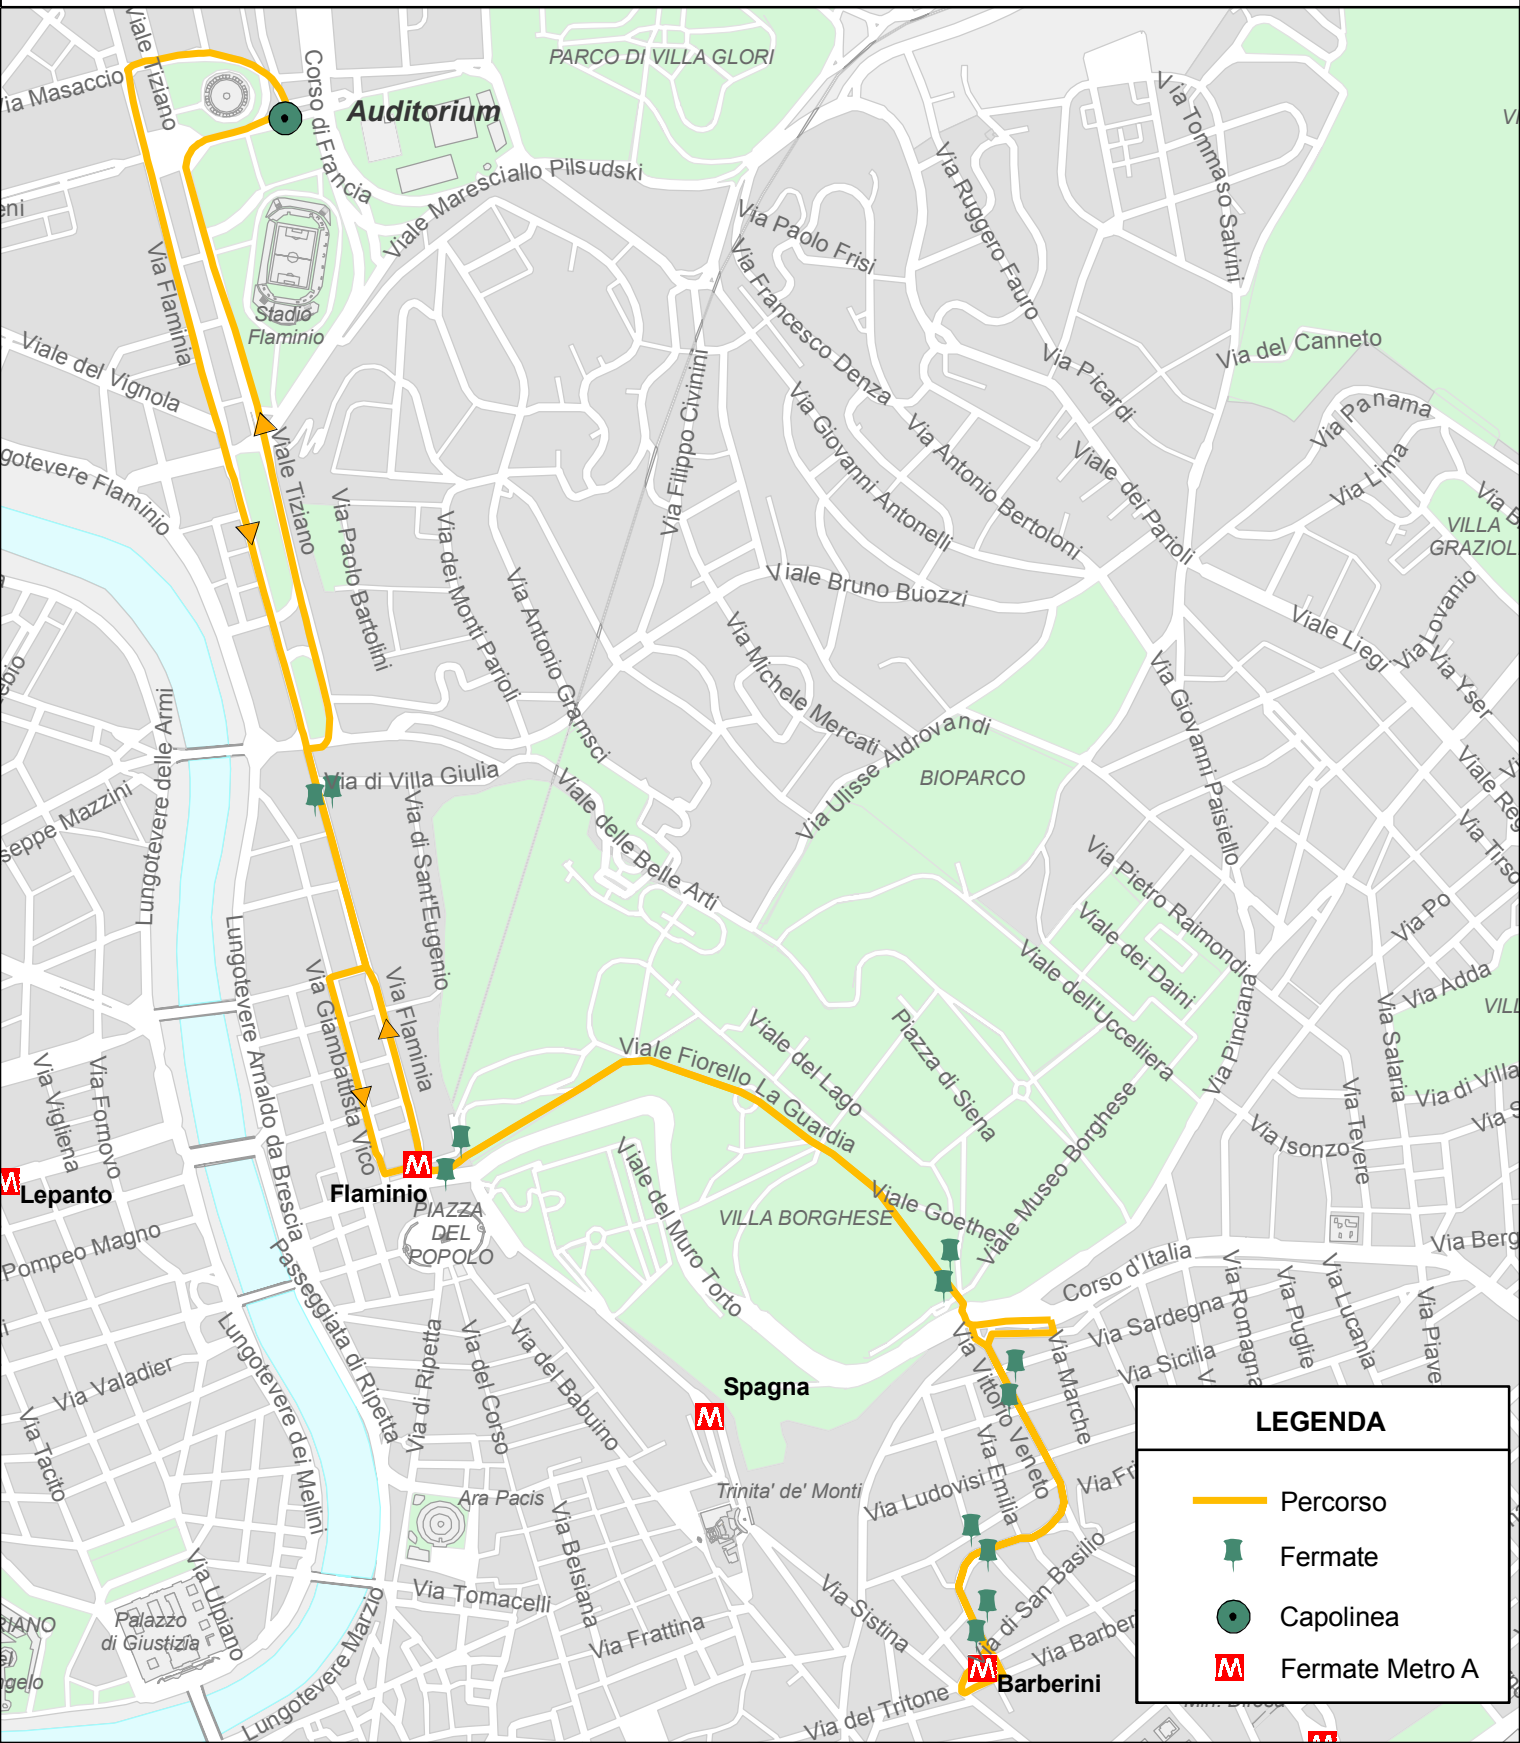 PARCO DI VILLA GLORI
Viale Tiziano
Via Masaccio
Corso di Francia
Auditorium
Viale Maresciallo Pilsudski
Via Tommaso Salvini
Via Ruggero Fauro
Via Paolo Frisi
Via Flaminia
Stadio
Flaminio
Via Francesco Denza
Via del Canneto
Viale del Vignola
Via Filippo Civinini
Via Picardi
Via Panama
Via Giovanni Antonelli
Via Antonio Bertoloni
Viale dei Parioli
Via Lima
gotevere Flaminio
Viale Tiziano
Via Paolo Bartolini
Via dei Monti Parioli
Via Antonio Gramsci
VILLA
GRAZIOL
Viale Bruno Buozzi
Via Michele Mercati
Viale Liegi
Via Lovanio
Via Yser
Via Giovanni Paisiello
Via Ulisse Aldrovandi
BIOPARCO
Lungotevere delle Armi
seppe Mazzini
Via di Villa Giulia
Via di Sant'Eugenio
Viale delle Belle Arti
Viale Reg
Via Tirso
Via Po
Via Pietro Raimondi
Viale dei Daini
Viale dell'Uccelliera
Via Pinciana
Via Adda
Via Salaria
VILL
Lungotevere Arnaldo da Brescia
Via Giambattista Vico
Via Flaminia
Viale Fiorello La Guardia
Viale del Lago
Piazza di Siena
Viale Museo Borghese
Via di Villa
Via Tevere
Via Isonzo
Via S
Via Vigliena
Via Fornovo
Lepanto
Flaminio
PIAZZA
DEL
POPOLO
Viale del Muro Torto
VILLA BORGHESE
Viale Goethe
Pompeo Magno
Passeggiata di Ripetta
Corso d'Italia
Via Berg
Via Sardegna
Via Romagna
Via Puglie
Via Lucania
Via Piave
Via Sicilia
Via Marche
Via Vittorio Veneto
Via Emilia
Via Ludovisi
Via Fri
Via Valadier
Lungotevere dei Mellini
Via di Ripetta
Via del Corso
Via del Babuino
Spagna
Via Tacito
Ara Pacis
Trinita' de' Monti
Via Belsiana
Via Tomacelli
Via Frattina
Via Sistina
Via di San Basilio
Via Barber
Barberini
Via del Tritone
Via Ulpiano
Palazzo
di Giustizia
Lungotevere Marzio
LEGENDA
Percorso
Fermate
Capolinea
Fermate Metro A